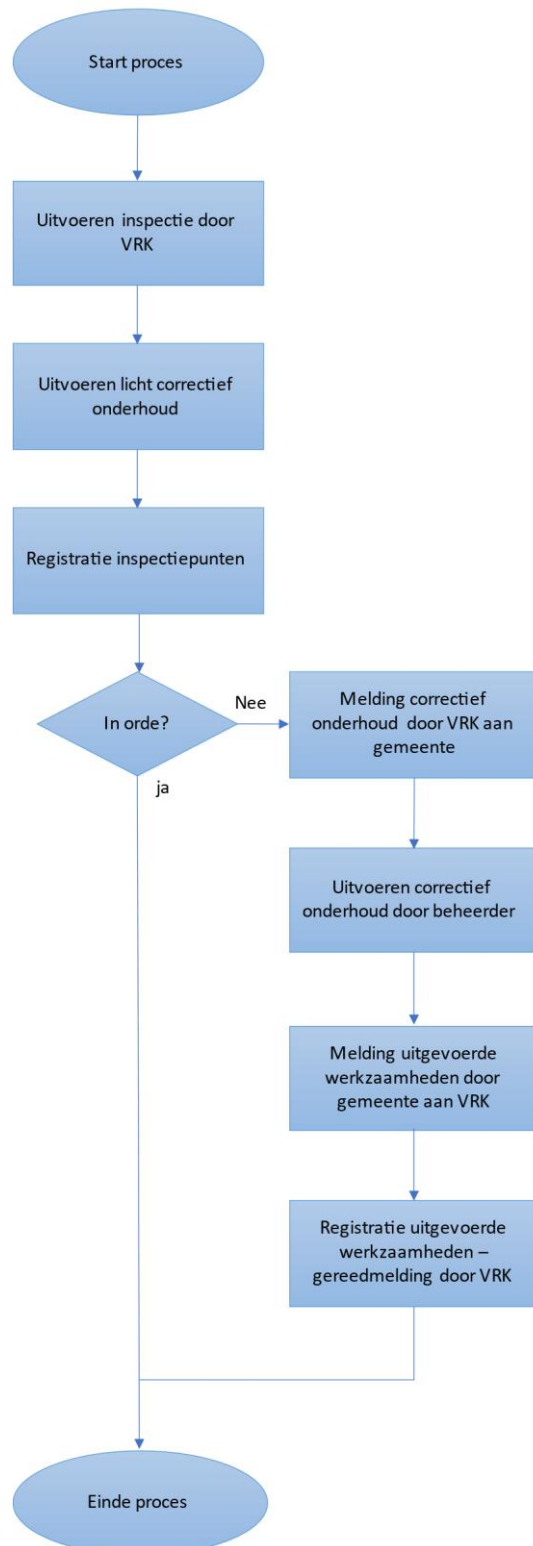 Start proces
Uitvoeren inspectie door
VRK
Uitvoeren licht correctief
onderhoud
Registratie inspectiepunten
In orde?
Nee
ja
Melding correctief
onderhoud door VRK aan
gemeente
Uitvoeren correctief
onderhoud door beheerder
Melding uitgevoerde
werkzaamheden door
gemeente aan VRK
Registratie uitgevoerde
werkzaamheden –
gereedmelding door VRK
Einde proces